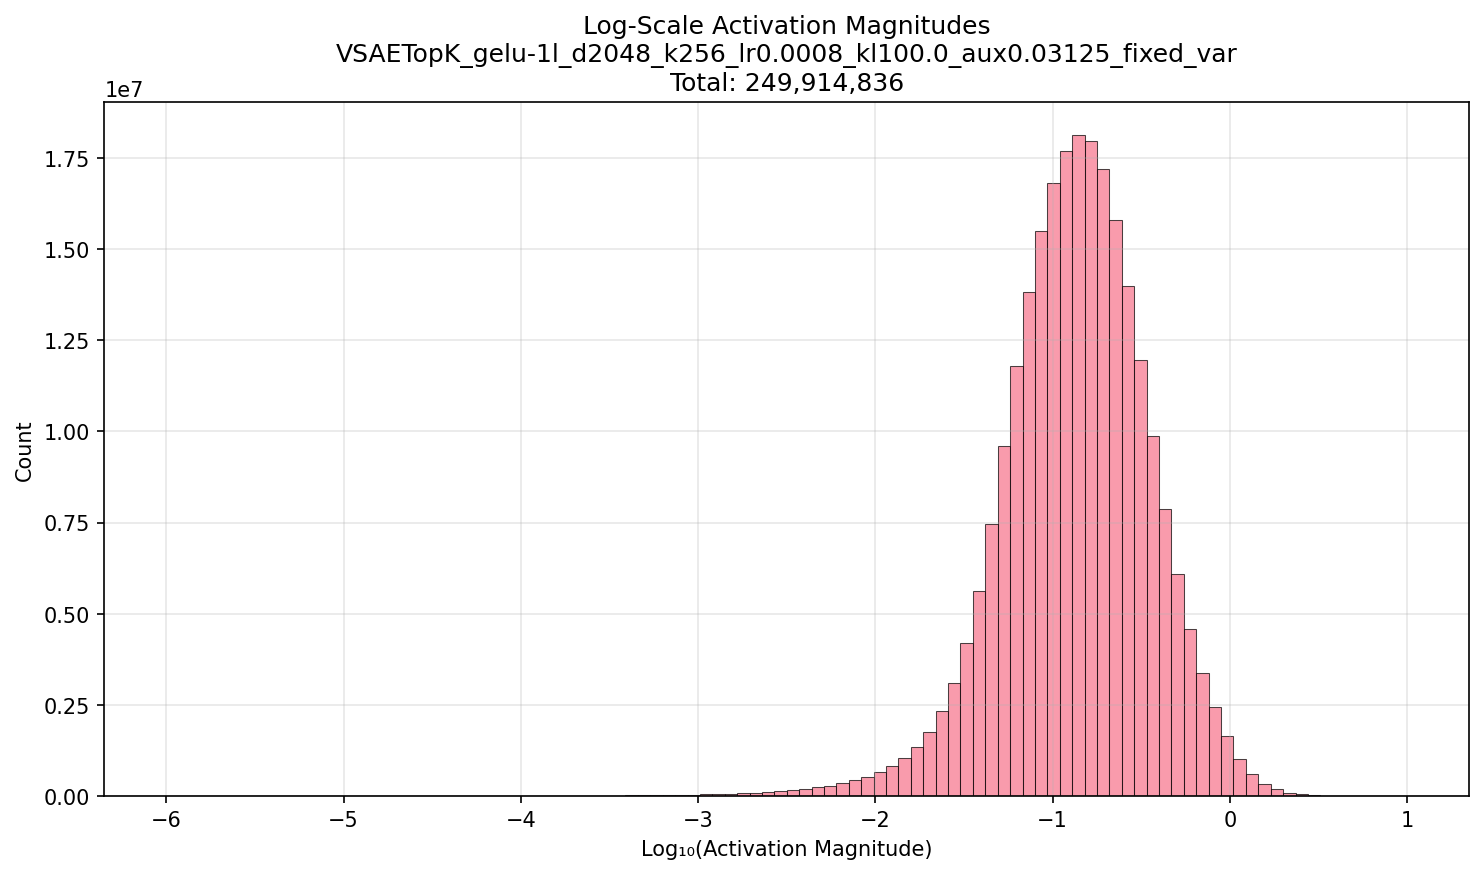 Log-Scale Activation Magnitudes
VSAETopK_gelu-1l_d2048_k256_lr0.0008_kl100.0_aux0.03125_fixed_var
Total: 249,914,836
1e7
1.75
1.50
1.25
1.00
0.75
0.50
0.25
0.00
Count
−6 −5 −4 −3 −2 −1 0 1
Log₁₀(Activation Magnitude)